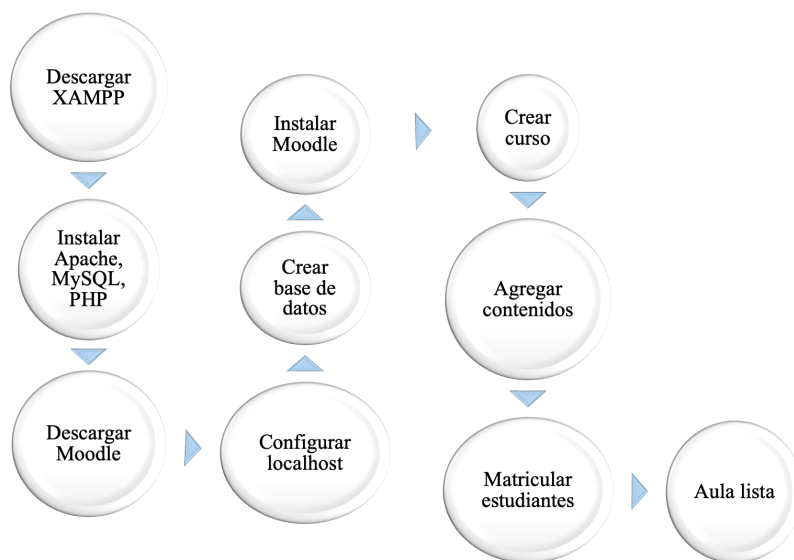 Descargar
XAMPP
Instalar
Apache,
MySQL,
PHP
Descargar
Moodle
Configurar
localhost
Crear
base de
datos
Instalar
Moodle
Crear
curso
Agregar
contenidos
Matricular
estudiantes
Aula lista